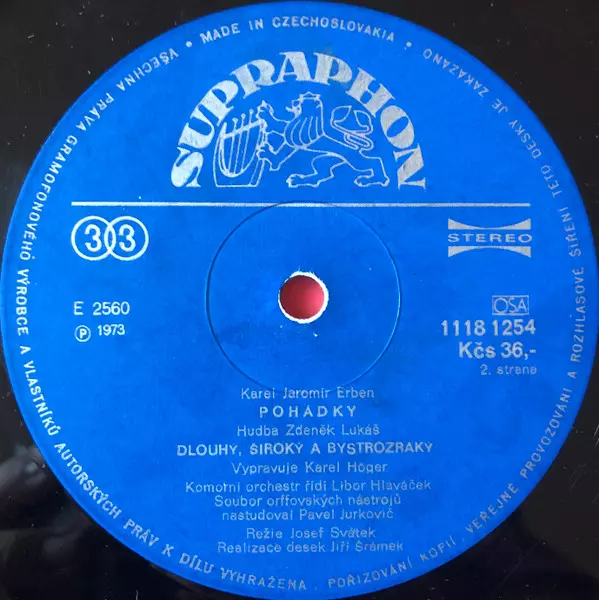 VŠECHNA PRÁVA GRAMOFONOVÉHO VÝROBCE A VLASTNÍKŮ AUTORSKÝCH PRÁV K DÍLU VYHRAŽENA. POŘIZOVÁNÍ KOPIÍ, VEŘEJNÉ PROVOZOVÁNÍ A ROZHLASOVÉ ŠÍŘENÍ TÉTO DESKY JE ZAKÁZÁNO
• MADE IN CZECHOSLOVAKIA •
SUPRAPHON
33
STEREO
E 2560
℗ 1973
OSA
1118 1254
Kčs 36,-
2. strana
Karel Jaromír Erben
POHÁDKY
Hudba Zdeněk Lukáš
DLOUHÝ, ŠIROKÝ A BYSTROZRAKÝ
Vypravuje Karel Höger
Komorní orchestr řídí Libor Hlaváček
Soubor orffovských nástrojů
nastudoval Pavel Jurkovič
Režie Josef Svátek
Realizace desek Jiří Šrámek